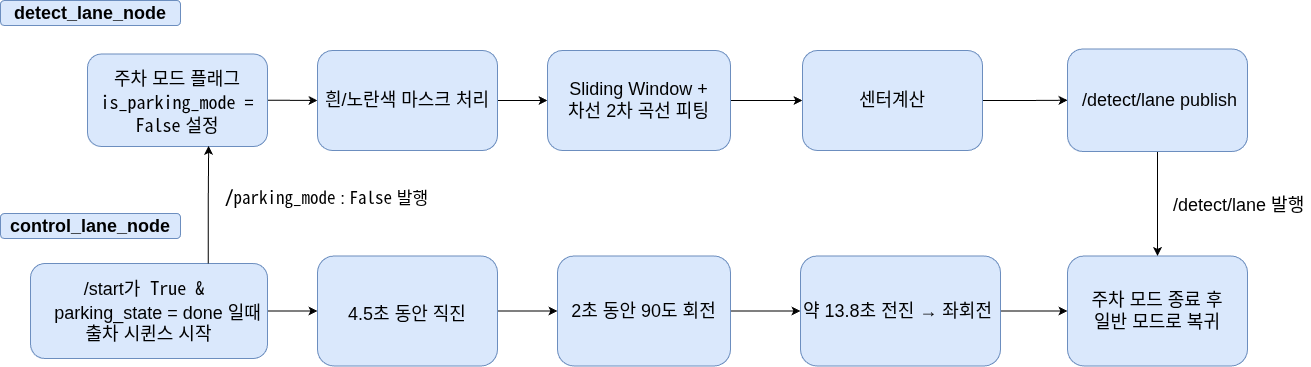 detect_lane_node
주차 모드 플래그
is_parking_mode =
False 설정
흰/노란색 마스크 처리
Sliding Window +
차선 2차 곡선 피팅
센터계산
/detect/lane publish
/parking_mode : False 발행
/detect/lane 발행
control_lane_node
/start가 True &
parking_state = done 일때
출차 시퀀스 시작
4.5초 동안 직진
2초 동안 90도 회전
약 13.8초 전진 → 좌회전
주차 모드 종료 후
일반 모드로 복귀